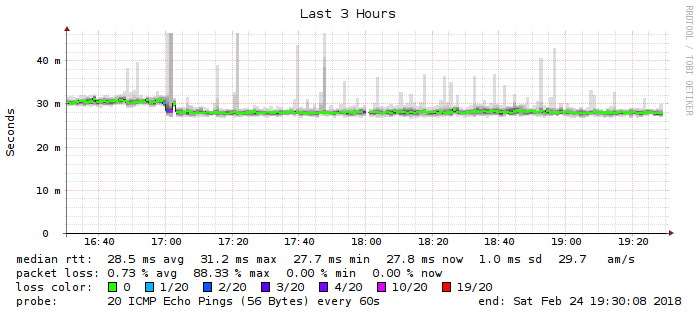 Last 3 Hours
RRDTOOL / TOBI OETIKER
Seconds
40 m
30 m
20 m
10 m
0
16:40 17:00 17:20 17:40 18:00 18:20 18:40 19:00 19:20
median rtt: 28.5 ms avg 31.2 ms max 27.7 ms min 27.8 ms now 1.0 ms sd 29.7 am/s
packet loss: 0.73 % avg 88.33 % max 0.00 % min 0.00 % now
loss color: 0 1/20 2/20 3/20 4/20 10/20 19/20
probe: 20 ICMP Echo Pings (56 Bytes) every 60s end: Sat Feb 24 19:30:08 2018